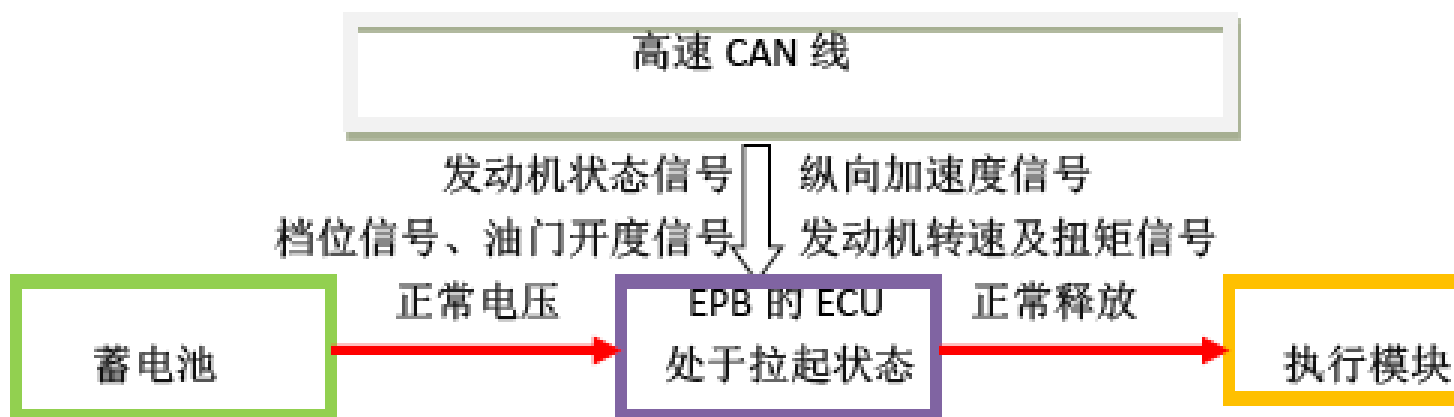 高速 CAN 线
发动机状态信号
纵向加速度信号
档位信号、油门开度信号
发动机转速及扭矩信号
正常电压
EPB 的 ECU
正常释放
蓄电池
处于拉起状态
执行模块